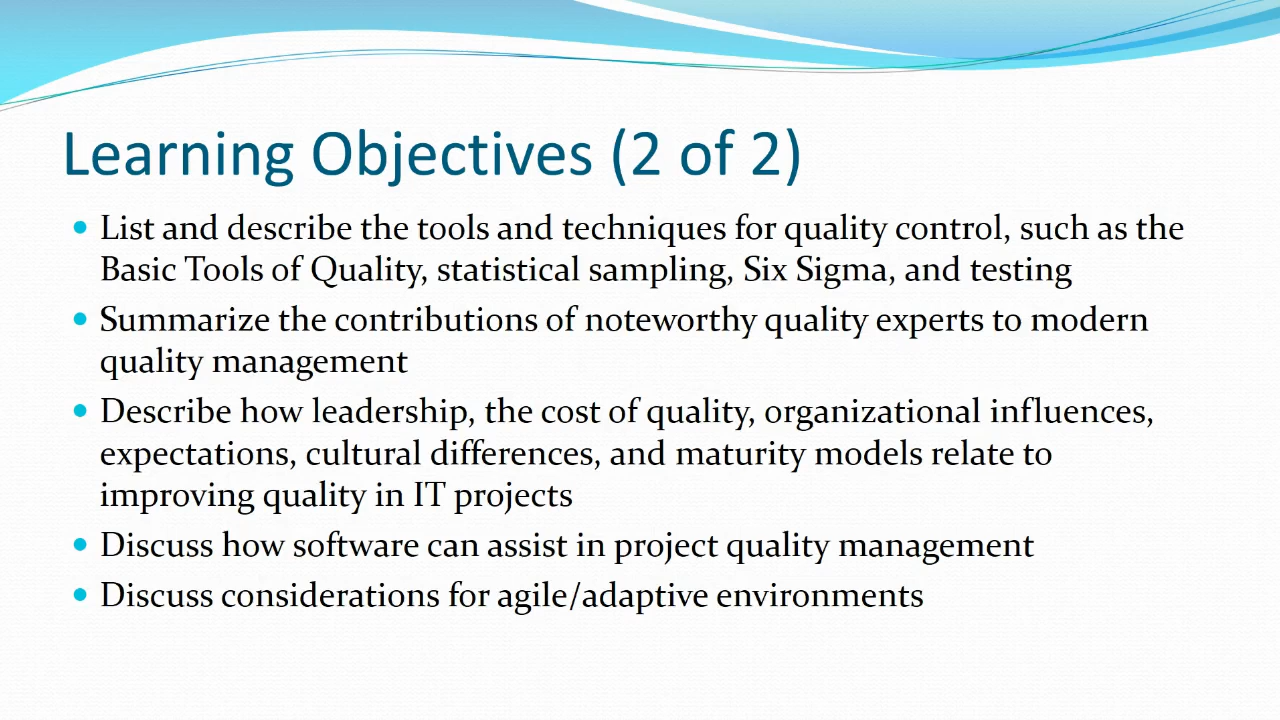 Learning Objectives (2 of 2)
• List and describe the tools and techniques for quality control, such as the
Basic Tools of Quality, statistical sampling, Six Sigma, and testing
• Summarize the contributions of noteworthy quality experts to modern
quality management
• Describe how leadership, the cost of quality, organizational influences,
expectations, cultural differences, and maturity models relate to
improving quality in IT projects
• Discuss how software can assist in project quality management
• Discuss considerations for agile/adaptive environments